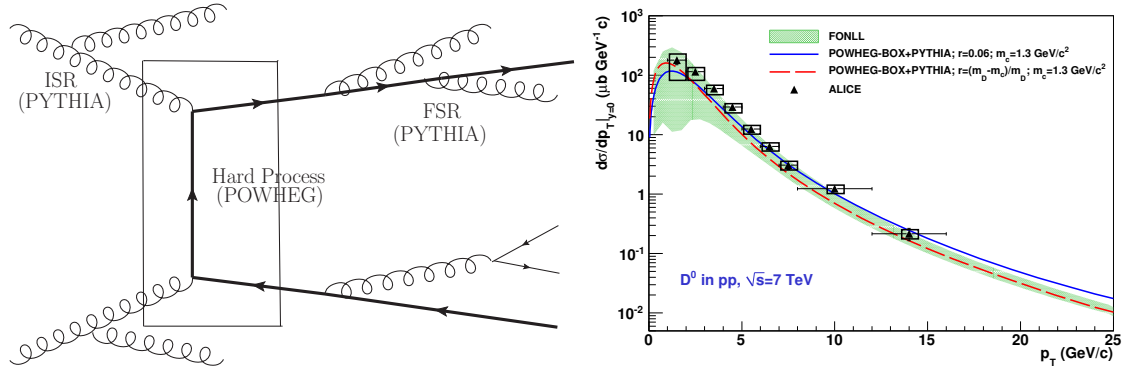 ISR
(PYTHIA)
FSR
(PYTHIA)
Hard Process
(POWHEG)
dσ/dp_T|_{y=0} (μb GeV⁻¹ c)
10³
10²
10
1
10⁻¹
10⁻²
FONLL
POWHEG-BOX+PYTHIA; r=0.06; m_c=1.3 GeV/c²
POWHEG-BOX+PYTHIA; r=(m_D-m_c)/m_D; m_c=1.3 GeV/c²
ALICE
D⁰ in pp, √s=7 TeV
0 5 10 15 20 25
p_T (GeV/c)